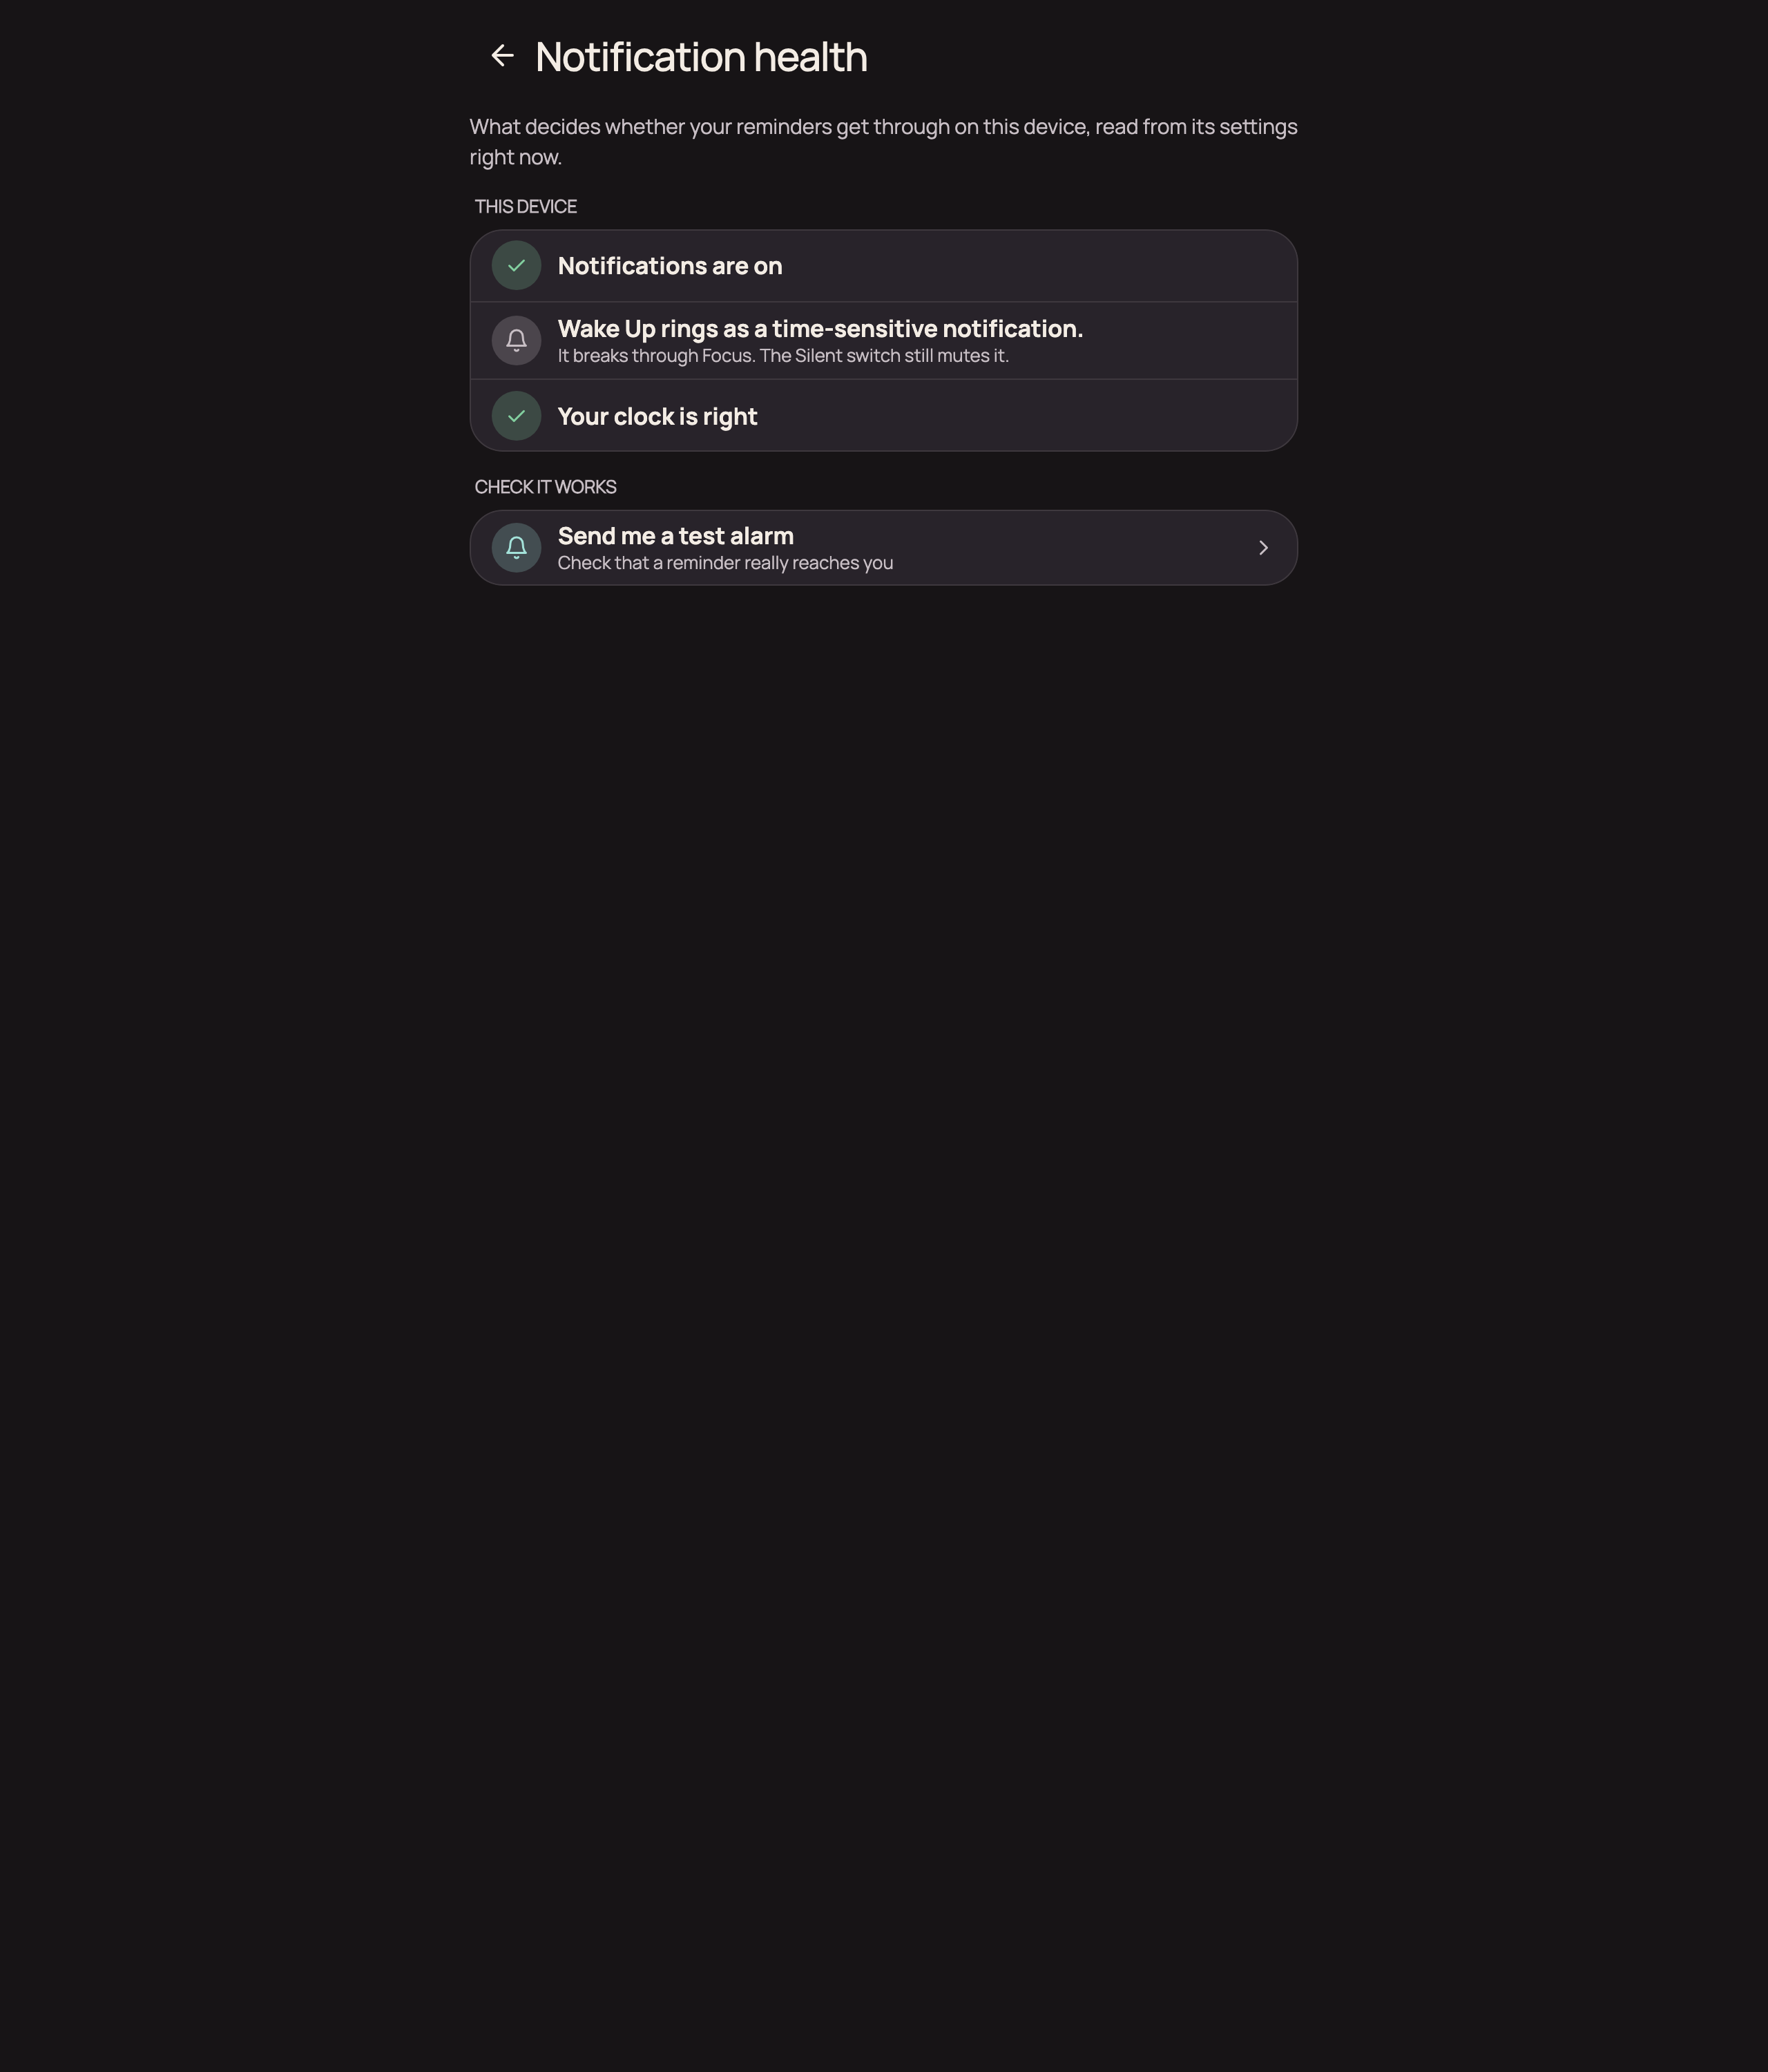 Notification health
What decides whether your reminders get through on this device, read from its settings
right now.
THIS DEVICE
Notifications are on
Wake Up rings as a time-sensitive notification.
It breaks through Focus. The Silent switch still mutes it.
Your clock is right
CHECK IT WORKS
Send me a test alarm
Check that a reminder really reaches you